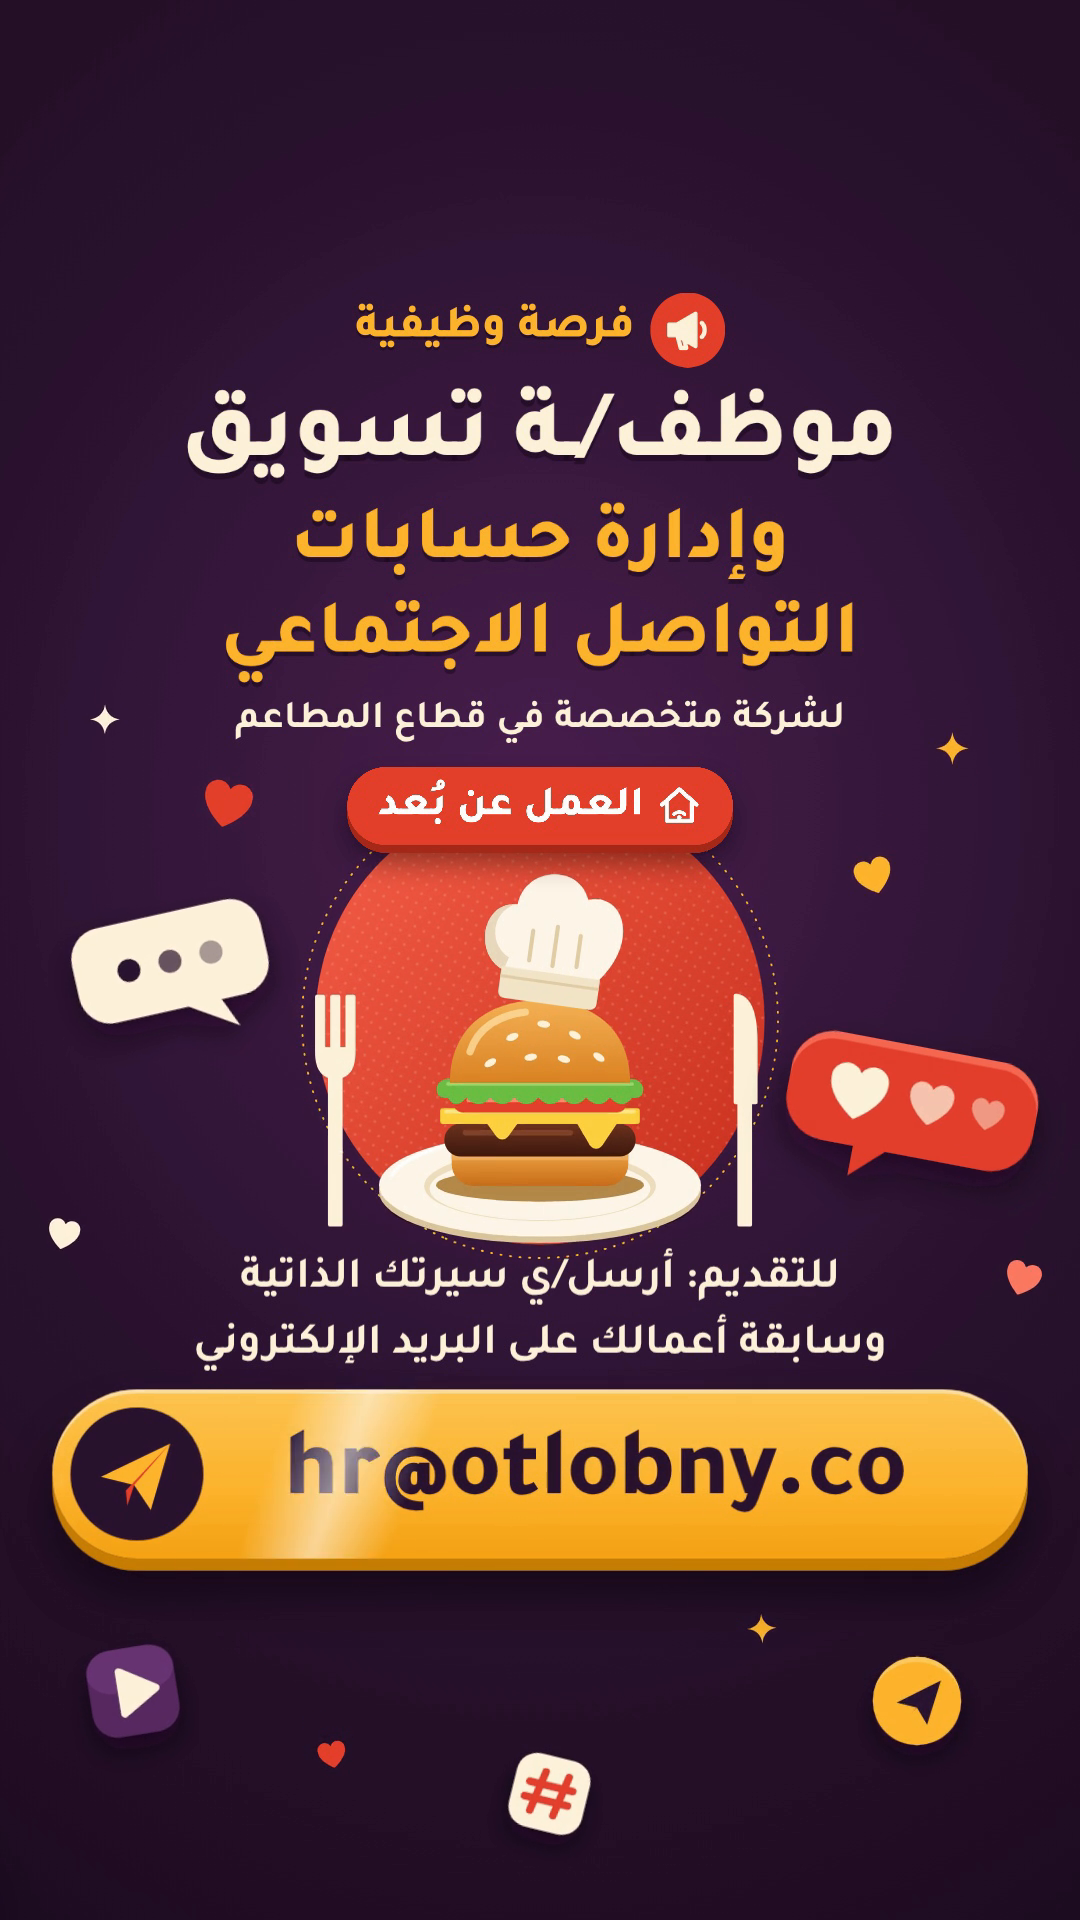 فرصة وظيفية
موظف/ة تسويق
وإدارة حسابات
التواصل الاجتماعي
لشركة متخصصة في قطاع المطاعم
العمل عن بُعد
للتقديم: أرسل/ي سيرتك الذاتية
وسابقة أعمالك على البريد الإلكتروني
hr@otlobny.co
#